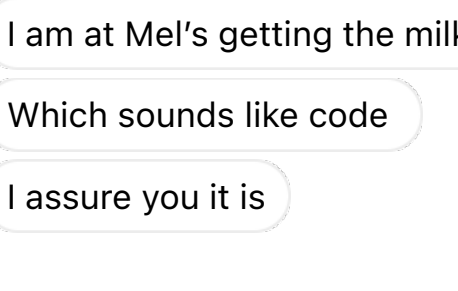 I am at Mel’s getting the milk
Which sounds like code
I assure you it is